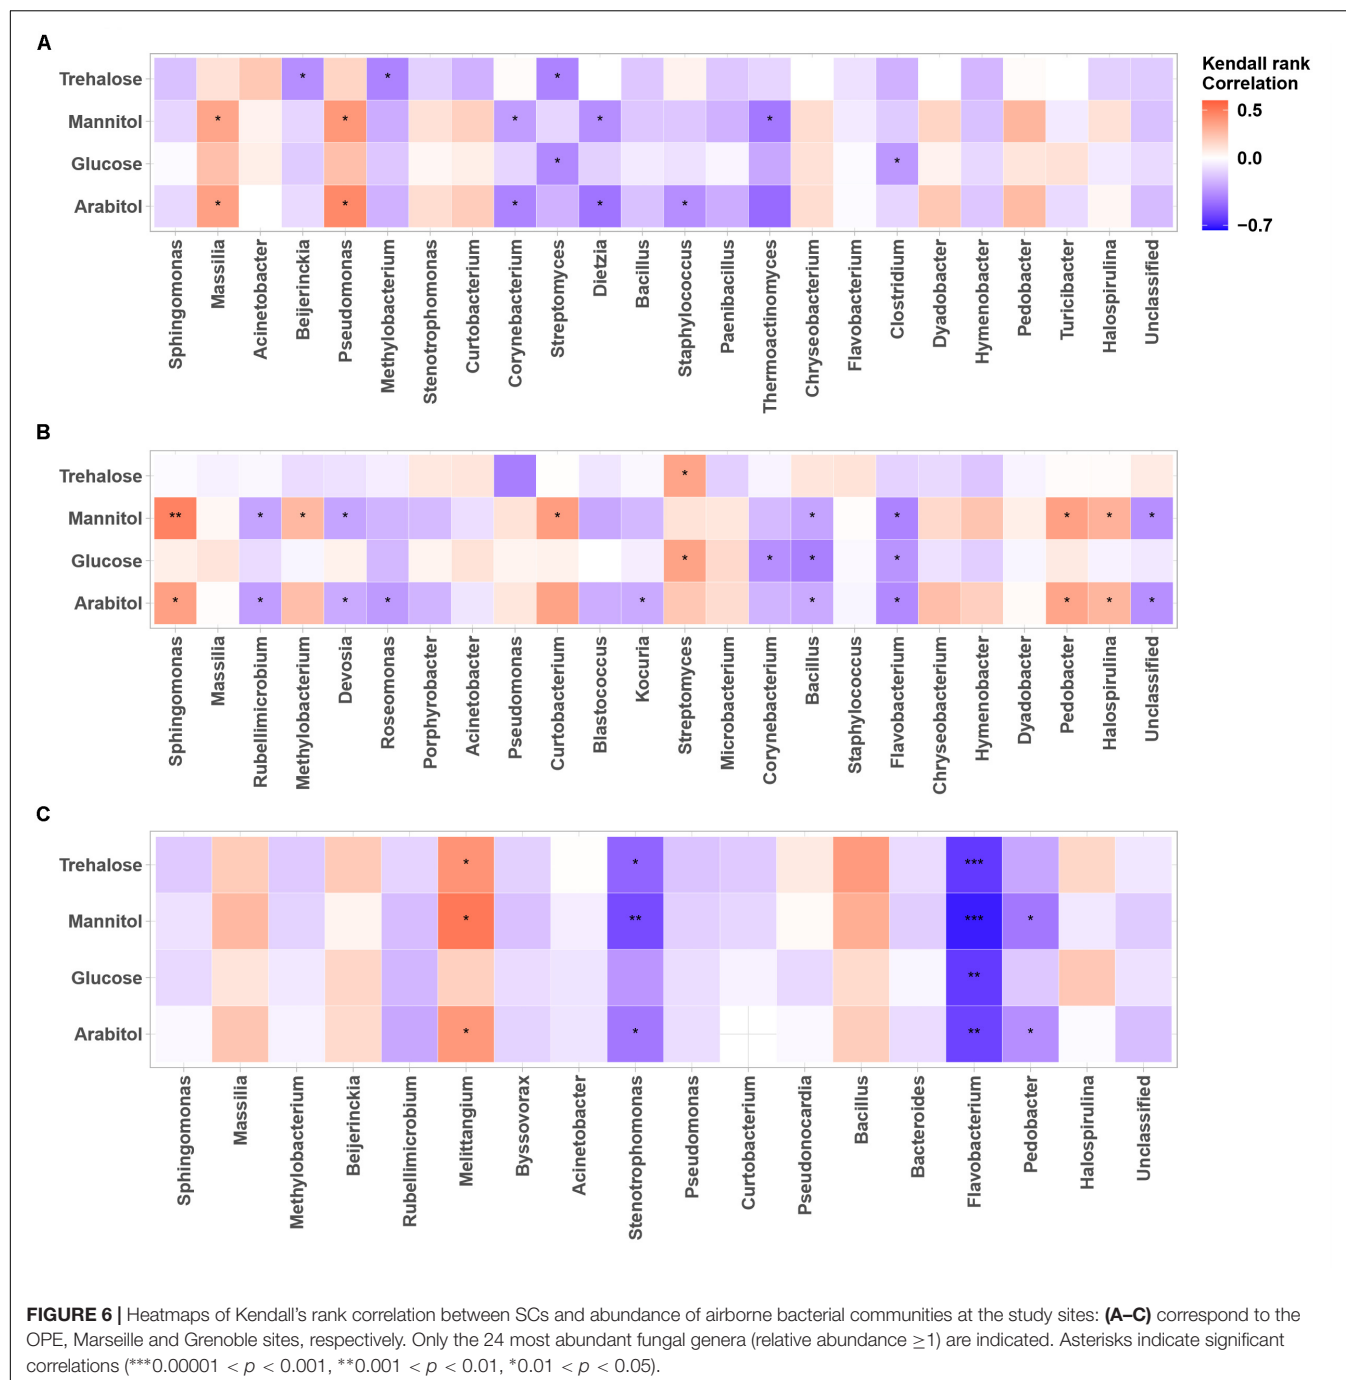 A
Kendall rank
Correlation
0.5
0.0
−0.7
Trehalose
* * *
Mannitol
* * * * *
Glucose
* *
Arabitol
* * * * *
Sphingomonas
Massilia
Acinetobacter
Beijerinckia
Pseudomonas
Methylobacterium
Stenotrophomonas
Curtobacterium
Corynebacterium
Streptomyces
Dietzia
Bacillus
Staphylococcus
Paenibacillus
Thermoactinomyces
Chryseobacterium
Flavobacterium
Clostridium
Dyadobacter
Hymenobacter
Pedobacter
Turicibacter
Halospirulina
Unclassified
B
Trehalose
*
Mannitol
** * * * * * * * * *
Glucose
* * * *
Arabitol
* * * * * * * * * *
Sphingomonas
Massilia
Rubellimicrobium
Methylobacterium
Devosia
Roseomonas
Porphyrobacter
Acinetobacter
Pseudomonas
Curtobacterium
Blastococcus
Kocuria
Streptomyces
Microbacterium
Corynebacterium
Bacillus
Staphylococcus
Flavobacterium
Chryseobacterium
Hymenobacter
Dyadobacter
Pedobacter
Halospirulina
Unclassified
C
Trehalose
* * ***
Mannitol
* ** *** *
Glucose
**
Arabitol
* * ** *
Sphingomonas
Massilia
Methylobacterium
Beijerinckia
Rubellimicrobium
Melittangium
Byssovorax
Acinetobacter
Stenotrophomonas
Pseudomonas
Curtobacterium
Pseudonocardia
Bacillus
Bacteroides
Flavobacterium
Pedobacter
Halospirulina
Unclassified
FIGURE 6 | Heatmaps of Kendall's rank correlation between SCs and abundance of airborne bacterial communities at the study sites: (A–C) correspond to the
OPE, Marseille and Grenoble sites, respectively. Only the 24 most abundant fungal genera (relative abundance ≥1) are indicated. Asterisks indicate significant
correlations (***0.00001 < p < 0.001, **0.001 < p < 0.01, *0.01 < p < 0.05).